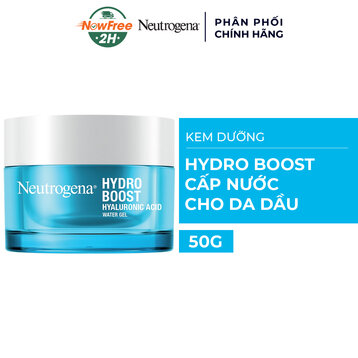 NowFree
2H
Neutrogena®
PHÂN PHỐI
CHÍNH HÃNG
KEM DƯỠNG
HYDRO BOOST
CẤP NƯỚC
CHO DA DẦU
50G
Neutrogena®
HYDRO
BOOST
HYALURONIC ACID
WATER GEL